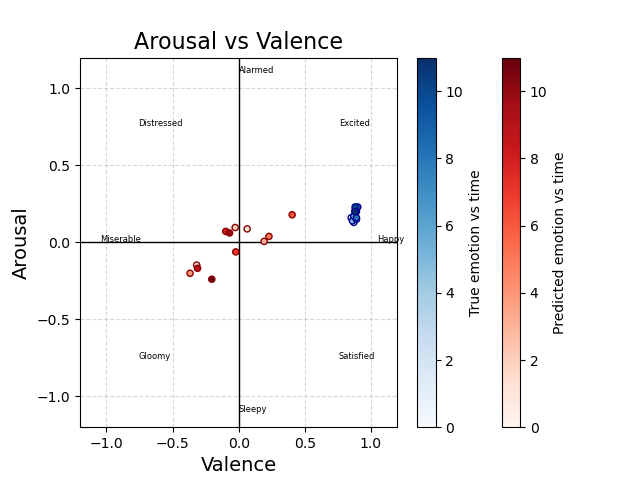 Arousal vs Valence
Alarmed
Distressed
Excited
Miserable
Happy
Gloomy
Satisfied
Sleepy
1.0
0.5
0.0
−0.5
−1.0
Arousal
−1.0
−0.5
0.0
0.5
1.0
Valence
10
8
6
4
2
0
True emotion vs time
10
8
6
4
2
0
Predicted emotion vs time